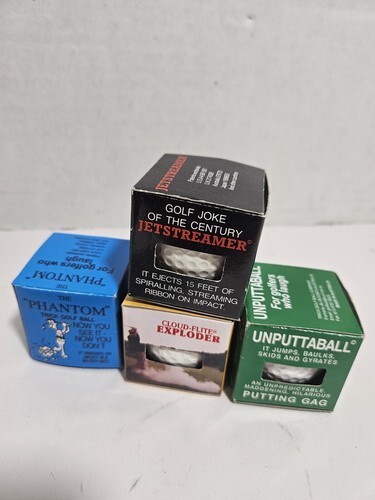 JETSTREAMER
GOLF JOKE
OF THE CENTURY
JETSTREAMER©
IT EJECTS 15 FEET OF
SPIRALLING, STREAMING
RIBBON ON IMPACT.
"PHANTOM"
For golfers who
laugh
THE
THE
"PHANTOM"
TRICK GOLF BALL
NOW YOU
SEE IT -
NOW YOU
DON'T
CLOUD-FLITE®
EXPLODER
UNPUTTABALL
For golfers
who laugh
UNPUTTABALL©
IT JUMPS, BAULKS,
SKIDS AND GYRATES
AN UNPREDICTABLE,
MADDENING, HILARIOUS
PUTTING GAG